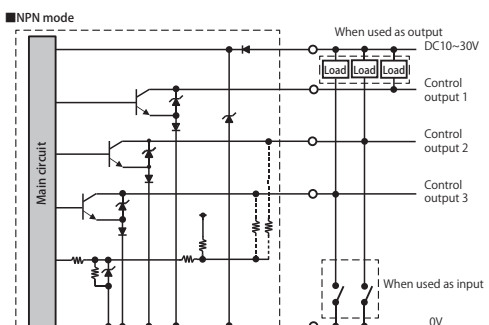 ■NPN mode
When used as output
DC10~30V
Load Load Load
Control
output 1
Control
output 2
Main circuit
Control
output 3
When used as input
0V